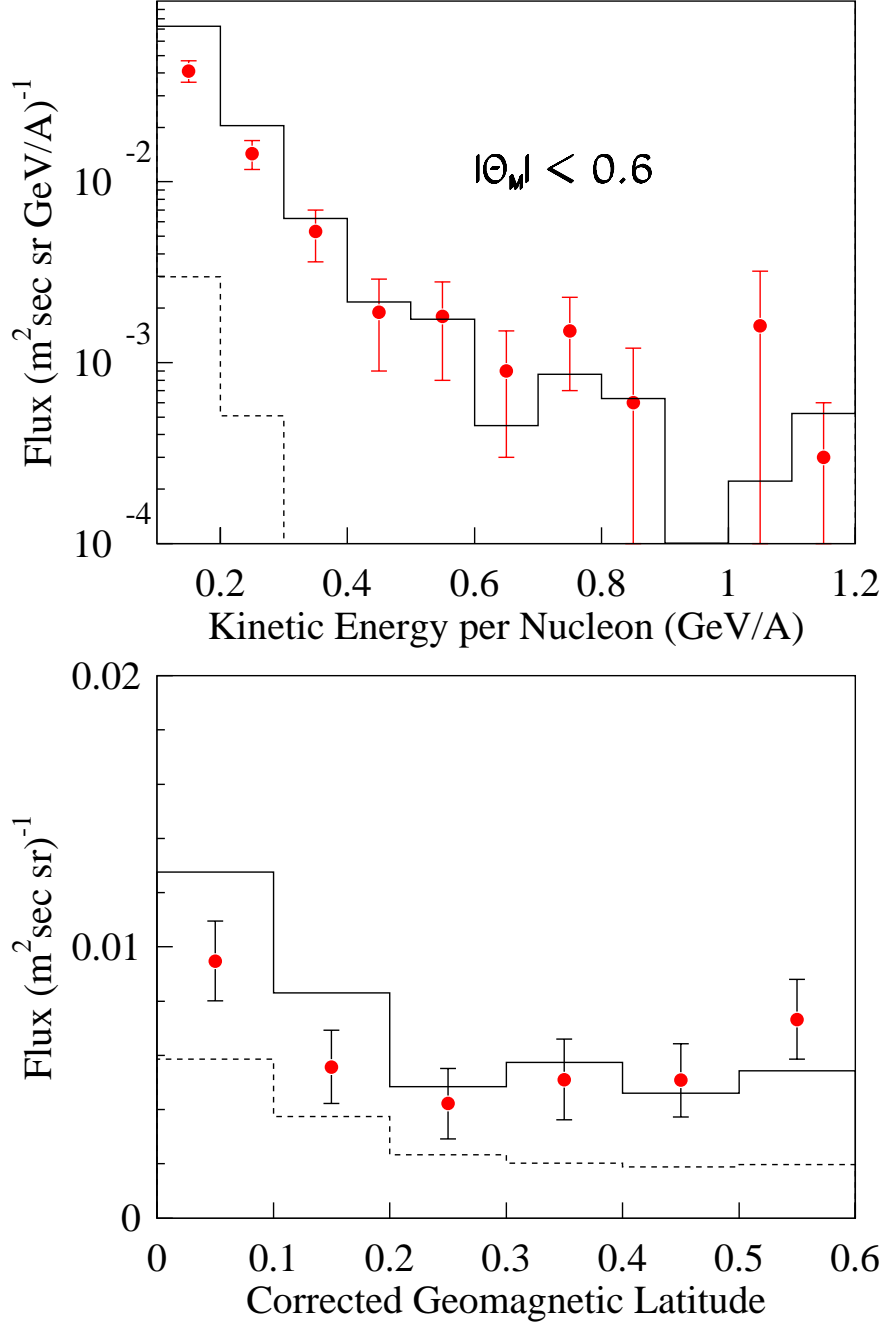 Flux (m²sec sr GeV/A)⁻¹
10⁻²
10⁻³
10⁻⁴
|Θ_M| < 0.6
0.2 0.4 0.6 0.8 1 1.2
Kinetic Energy per Nucleon (GeV/A)
Flux (m²sec sr)⁻¹
0.02
0.01
0
0 0.1 0.2 0.3 0.4 0.5 0.6
Corrected Geomagnetic Latitude